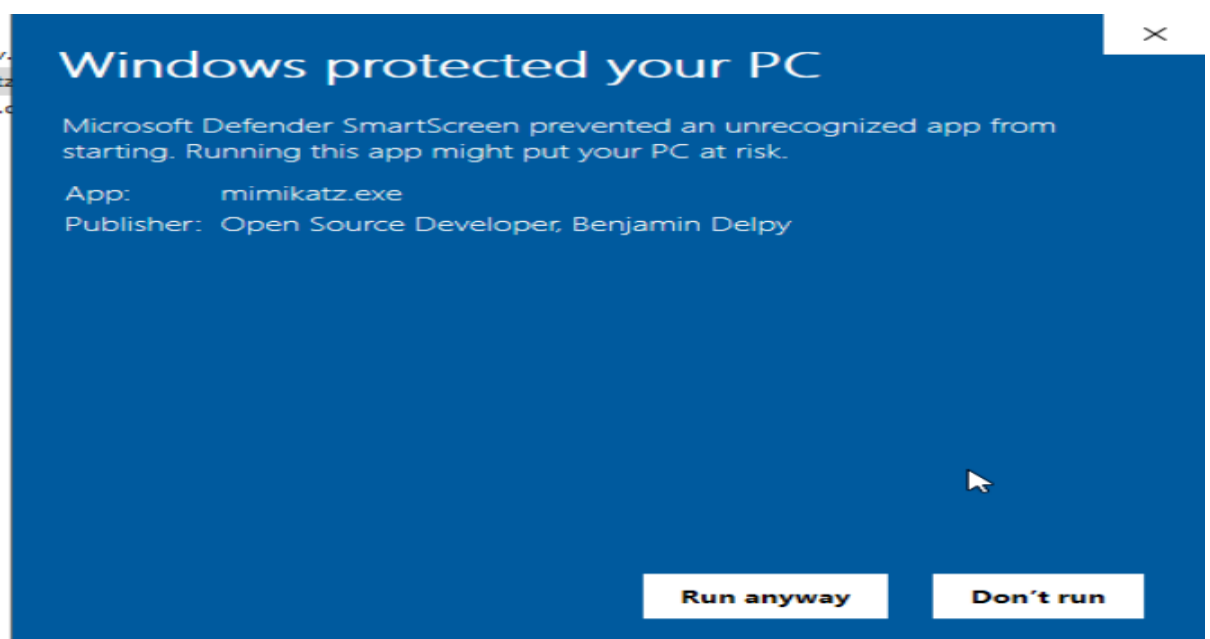 Windows protected your PC
Microsoft Defender SmartScreen prevented an unrecognized app from
starting. Running this app might put your PC at risk.
App: mimikatz.exe
Publisher: Open Source Developer, Benjamin Delpy
Run anyway Don't run